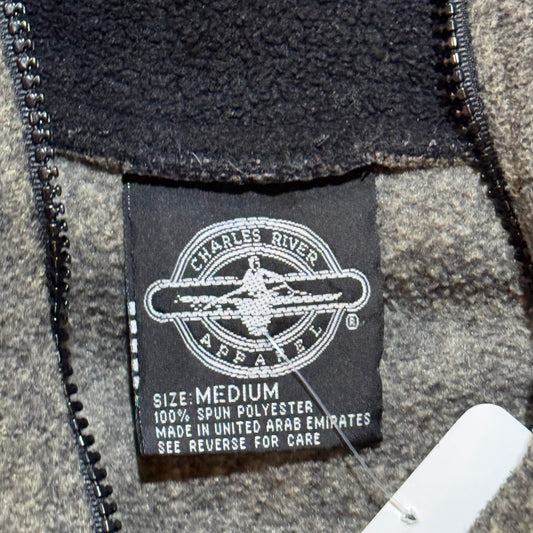 CHARLES RIVER
APPAREL
®
SIZE: MEDIUM
100% SPUN POLYESTER
MADE IN UNITED ARAB EMIRATES
SEE REVERSE FOR CARE